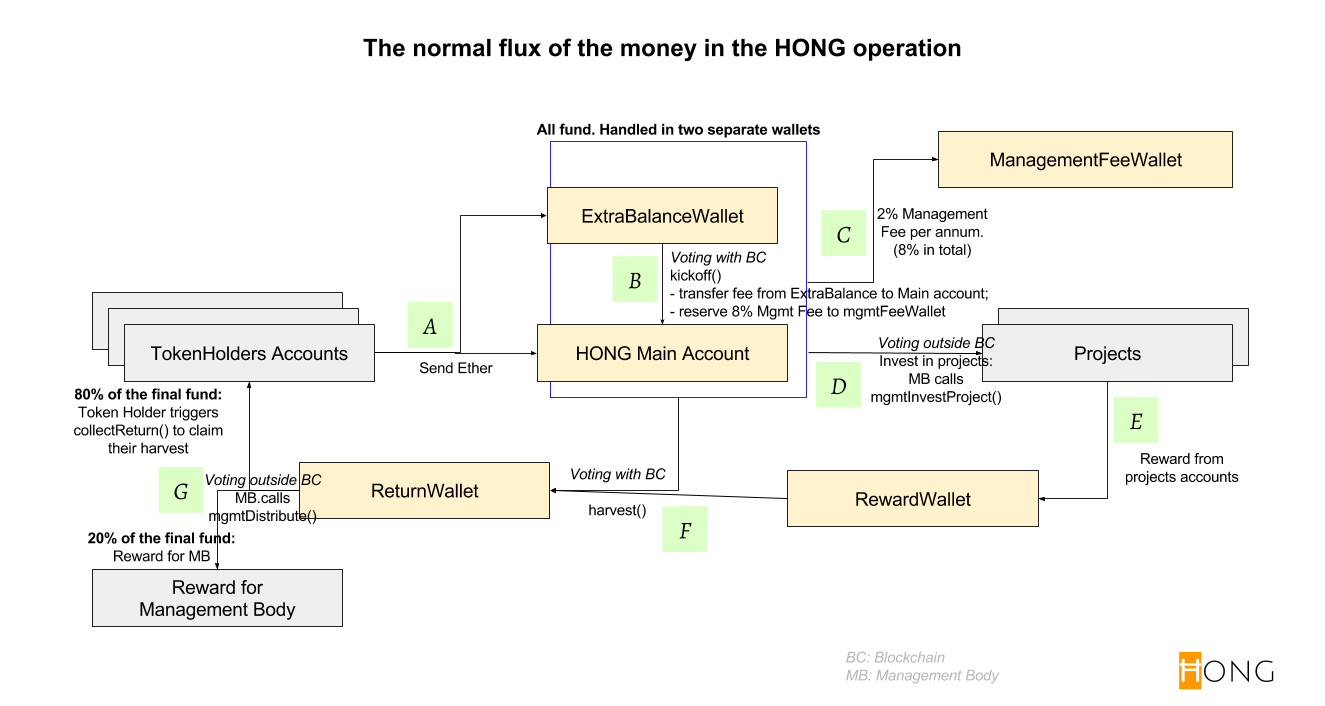 The normal flux of the money in the HONG operation
All fund. Handled in two separate wallets
ManagementFeeWallet
ExtraBalanceWallet
C
2% Management
Fee per annum.
(8% in total)
B
Voting with BC
kickoff()
- transfer fee from ExtraBalance to Main account;
- reserve 8% Mgmt Fee to mgmtFeeWallet
A
Send Ether
TokenHolders Accounts
HONG Main Account
D
Voting outside BC
Invest in projects:
MB calls
mgmtInvestProject()
Projects
80% of the final fund:
Token Holder triggers
collectReturn() to claim
their harvest
E
Reward from
projects accounts
G
Voting outside BC
MB.calls
mgmtDistribute()
ReturnWallet
Voting with BC
harvest()
F
RewardWallet
20% of the final fund:
Reward for MB
Reward for
Management Body
BC: Blockchain
MB: Management Body
HONG